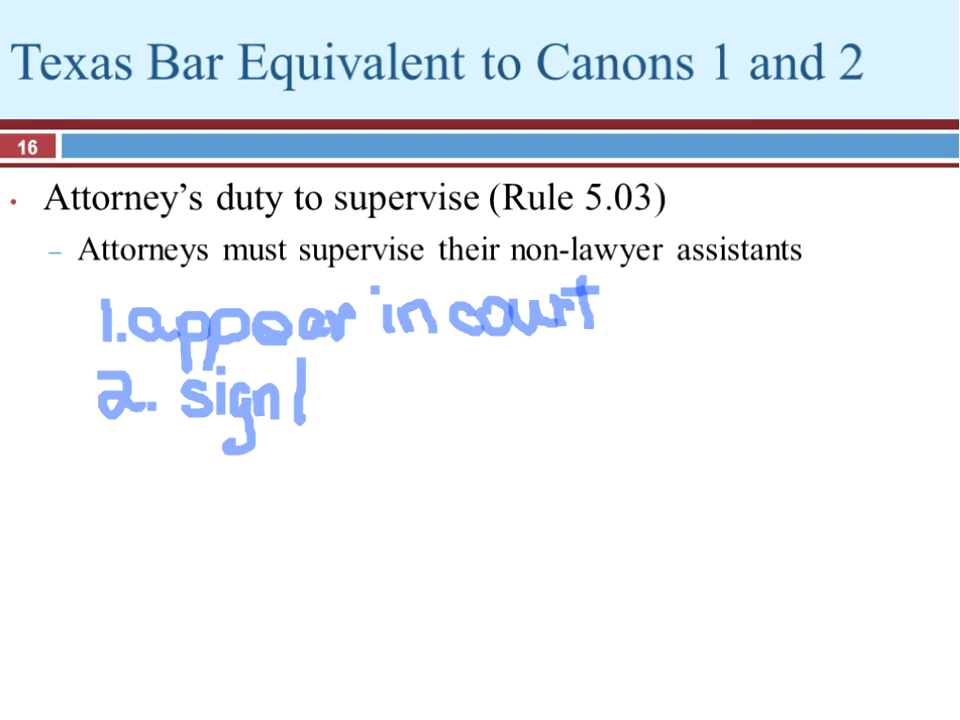 Texas Bar Equivalent to Canons 1 and 2
16
• Attorney’s duty to supervise (Rule 5.03)
– Attorneys must supervise their non-lawyer assistants
1. appear in court
2. sign l